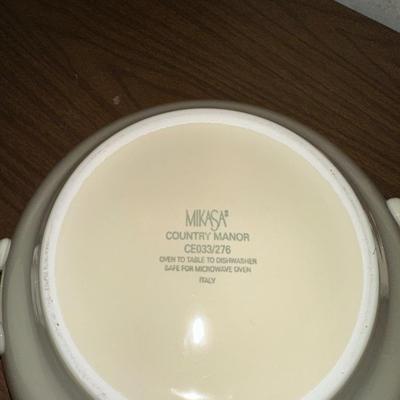 MIKASA®
COUNTRY MANOR
CE033/276
OVEN TO TABLE TO DISHWASHER
SAFE FOR MICROWAVE OVEN
ITALY